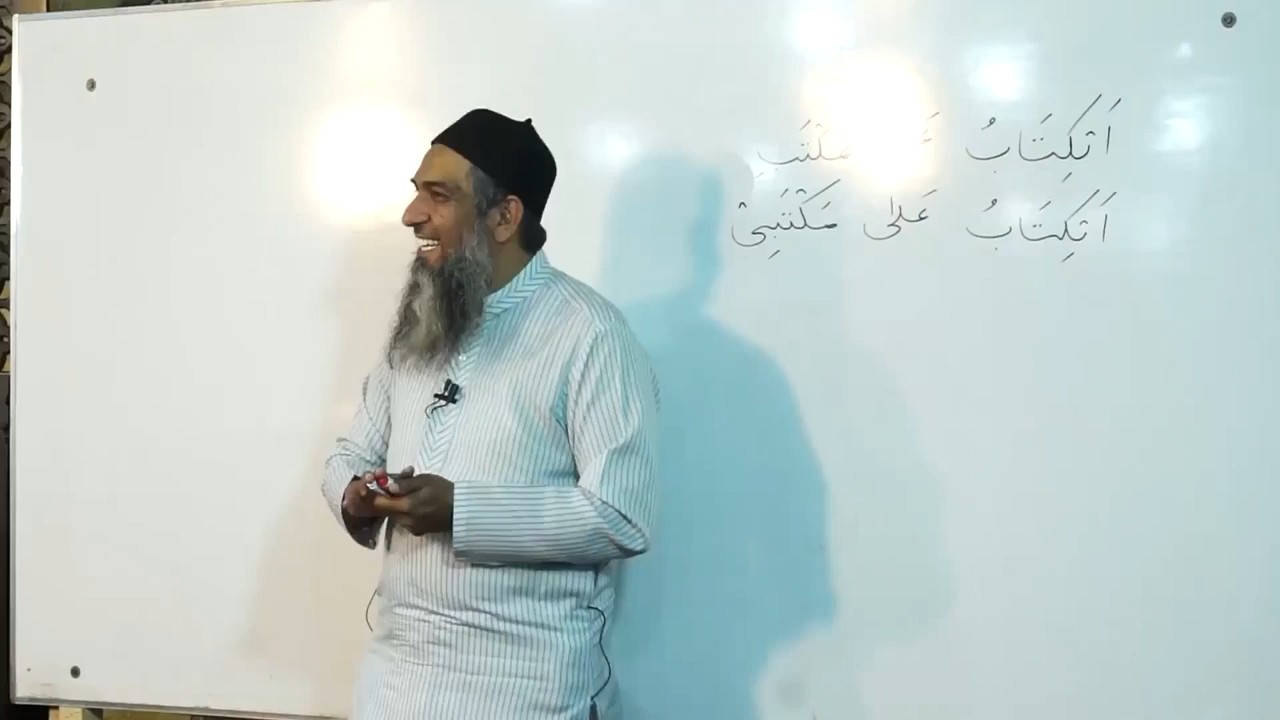 اَلْكِتَابُ مَكْتَبِ
اَلْكِتَابُ عَلٰى مَكْتَبِيْ